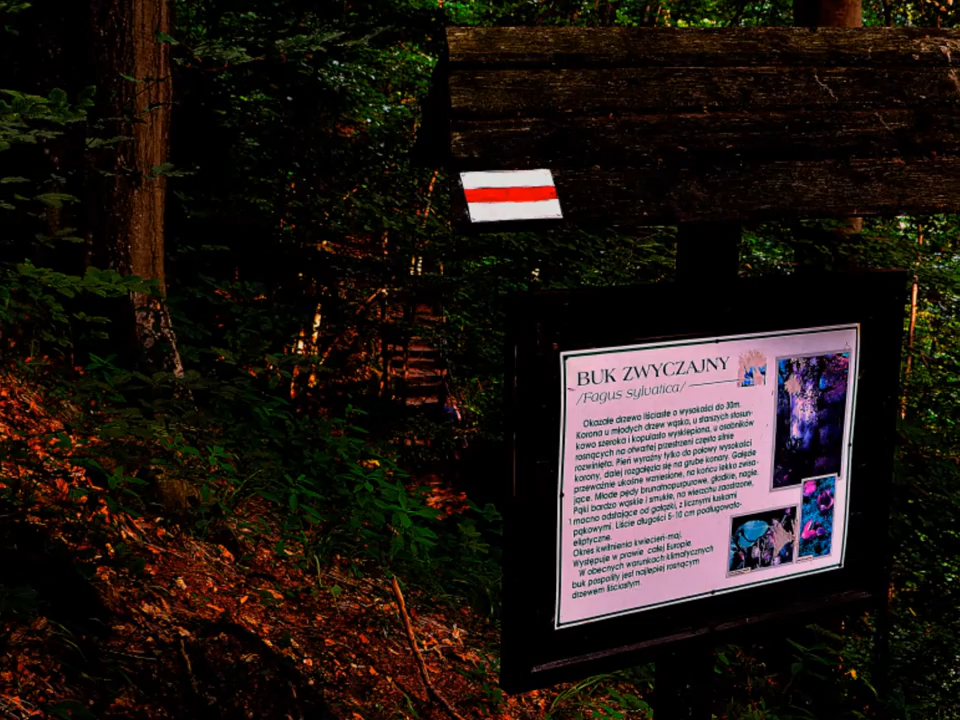 BUK ZWYCZAJNY
/Fagus sylvatica/
Okazałe drzewo liściaste o wysokości do 30m.
Korona u młodych drzew wąska, u starszych stosun-
kowo szeroka i kopulasto wysklepiona, u osobników
rosnących na otwartej przestrzeni często silnie
rozwinięta. Pień wyraźny tylko do połowy wysokości
korony, dalej rozgałęzia się na grube konary. Gałęzie
przeważnie ukośne wzniesione, na końcu lekko zwisa-
jące. Młode pędy brunatnopurpurowe, gładkie, nagie.
Pąki bardzo wąskie i smukłe, na wierzchu zaostrzone,
mocno odstające od gałązki, z licznymi łuskami
pąkowymi. Liście długości 5-10 cm podługowato-
eliptyczne.
Okres kwitnienia kwiecień-maj.
Występuje w prawie całej Europie.
W obecnych warunkach klimatycznych
buk pospolity jest najlepiej rosnącym
drzewem liściastym.